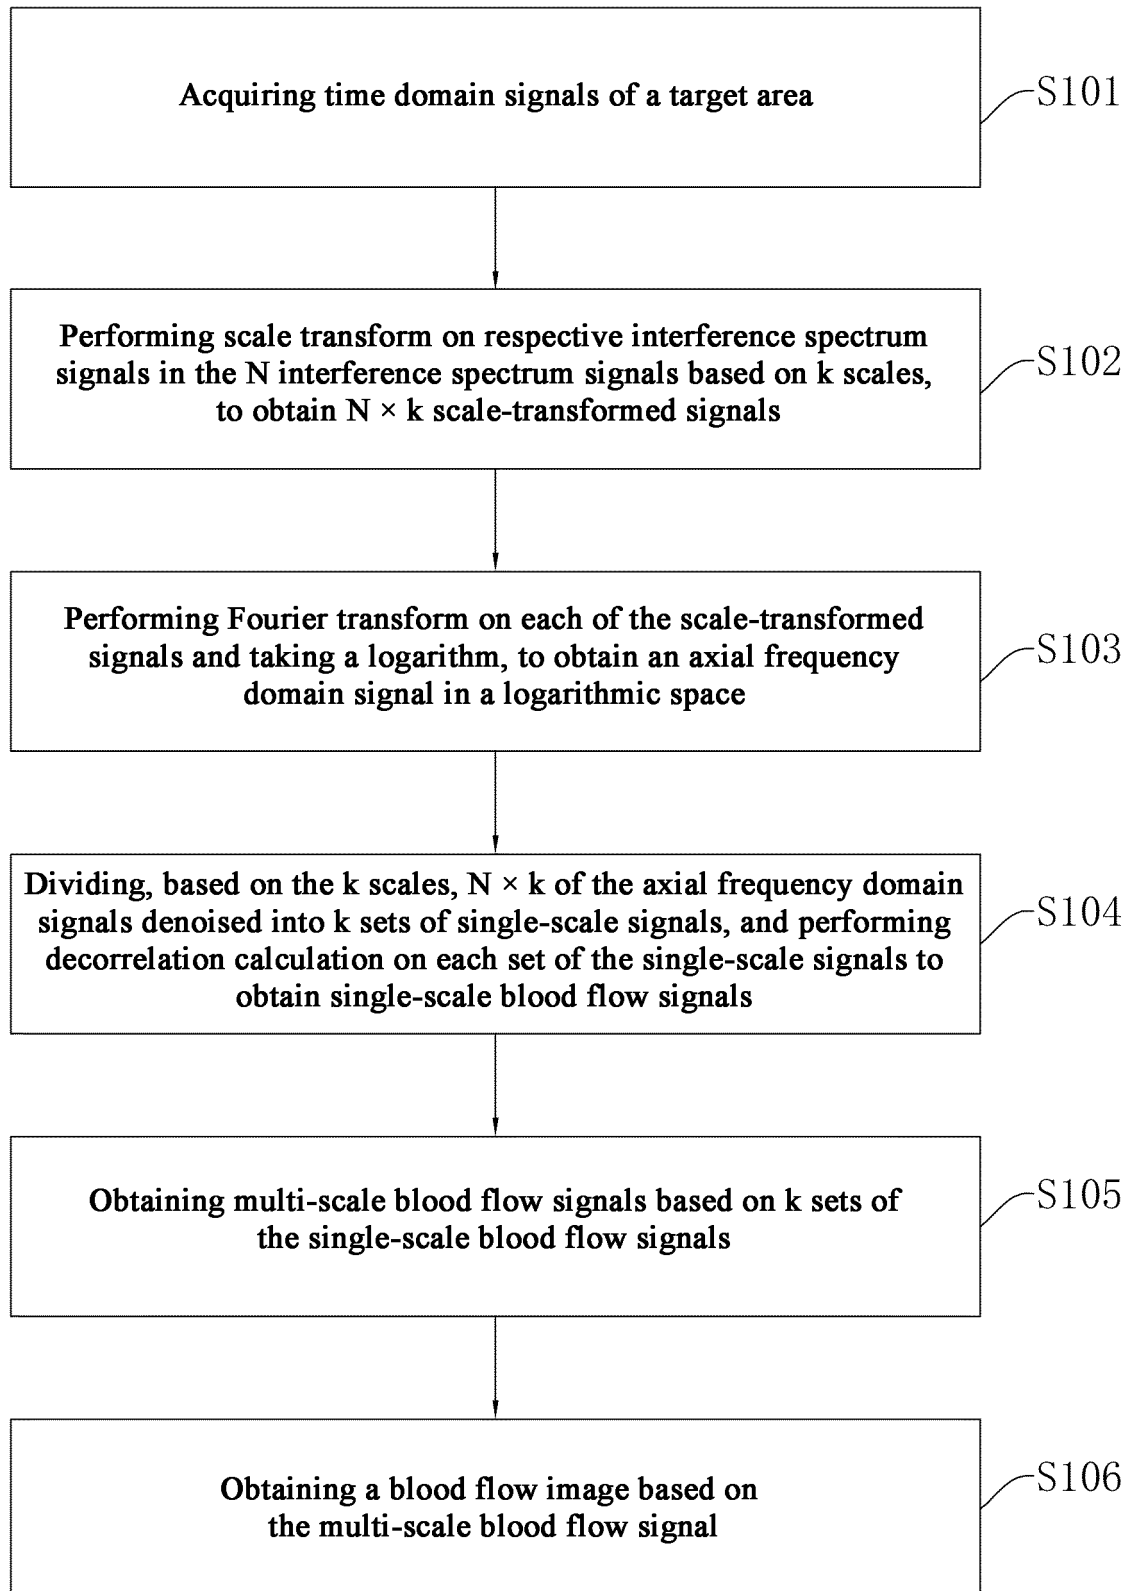 Acquiring time domain signals of a target area
S101
Performing scale transform on respective interference spectrum
signals in the N interference spectrum signals based on k scales,
to obtain N × k scale-transformed signals
S102
Performing Fourier transform on each of the scale-transformed
signals and taking a logarithm, to obtain an axial frequency
domain signal in a logarithmic space
S103
Dividing, based on the k scales, N × k of the axial frequency domain
signals denoised into k sets of single-scale signals, and performing
decorrelation calculation on each set of the single-scale signals to
obtain single-scale blood flow signals
S104
Obtaining multi-scale blood flow signals based on k sets of
the single-scale blood flow signals
S105
Obtaining a blood flow image based on
the multi-scale blood flow signal
S106